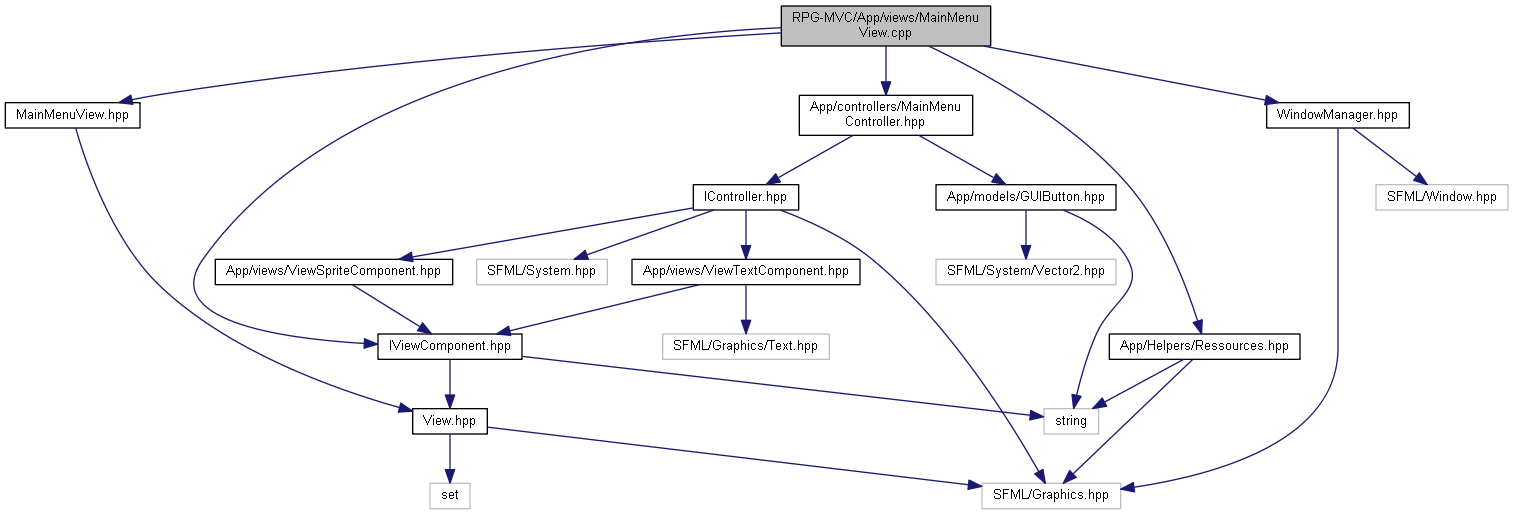 RPG-MVC/App/views/MainMenu
View.cpp
MainMenuView.hpp
App/controllers/MainMenu
Controller.hpp
WindowManager.hpp
IController.hpp
App/models/GUIButton.hpp
SFML/Window.hpp
App/views/ViewSpriteComponent.hpp
SFML/System.hpp
App/views/ViewTextComponent.hpp
SFML/System/Vector2.hpp
IViewComponent.hpp
SFML/Graphics/Text.hpp
App/Helpers/Ressources.hpp
View.hpp
string
set
SFML/Graphics.hpp